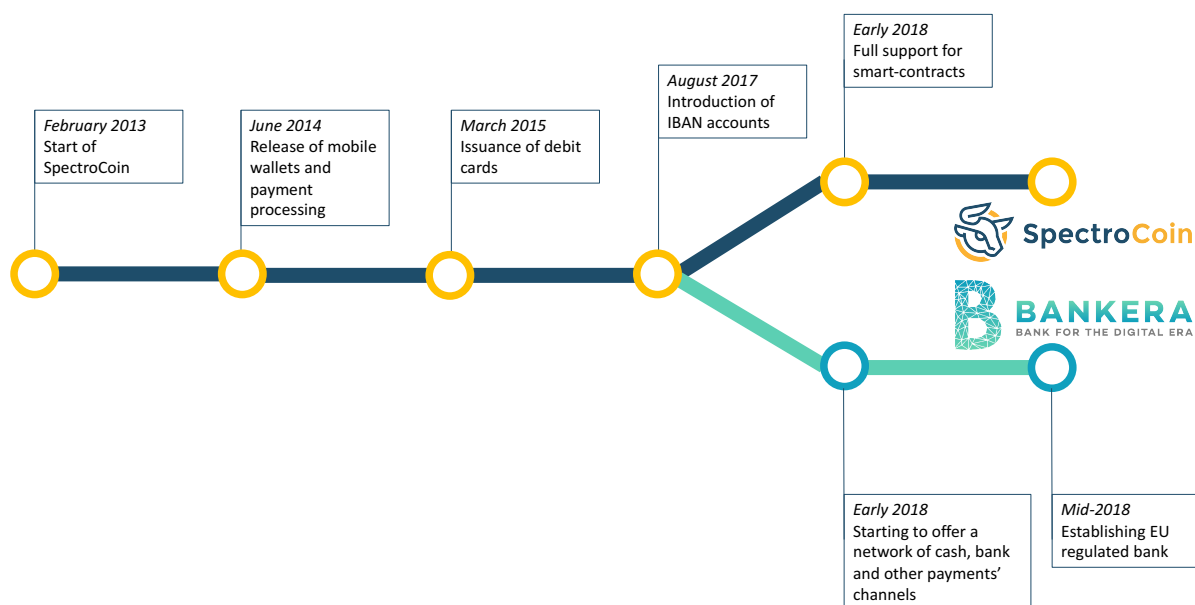 February 2013
Start of
SpectroCoin
June 2014
Release of mobile
wallets and
payment
processing
March 2015
Issuance of debit
cards
August 2017
Introduction of
IBAN accounts
Early 2018
Full support for
smart-contracts
SpectroCoin
BANKERA
BANK FOR THE DIGITAL ERA
Early 2018
Starting to offer a
network of cash, bank
and other payments’
channels
Mid-2018
Establishing EU
regulated bank